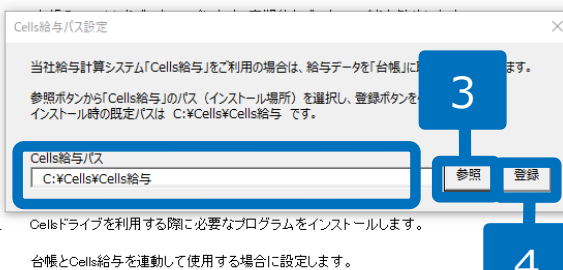 Cells給与パス設定
当社給与計算システム「Cells給与」をご利用の場合は、給与データを「台帳」に
ます。
3
参照ボタンから「Cells給与」のパス（インストール場所）を選択し、登録ボタンを
インストール時の既定パスは C:¥Cells¥Cells給与 です。
Cells給与パス
C:¥Cells¥Cells給与
参照
登録
4
Cellsドライブを利用する際に必要なプログラムをインストールします。
台帳とCells給与を連動して使用する場合に設定します。